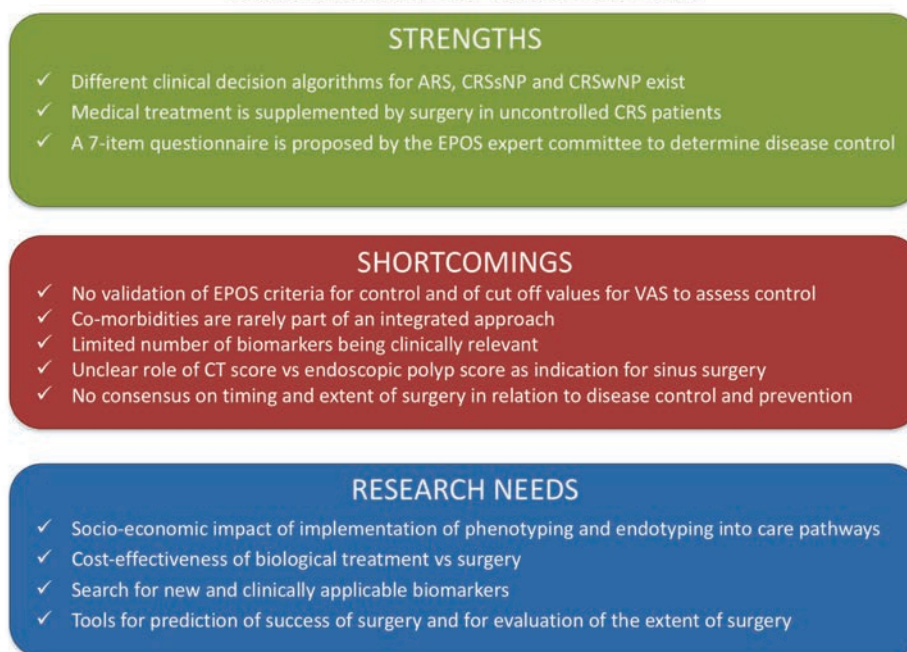 STRENGTHS
✓ Different clinical decision algorithms for ARS, CRSsNP and CRSwNP exist
✓ Medical treatment is supplemented by surgery in uncontrolled CRS patients
✓ A 7-item questionnaire is proposed by the EPOS expert committee to determine disease control
SHORTCOMINGS
✓ No validation of EPOS criteria for control and of cut off values for VAS to assess control
✓ Co-morbidities are rarely part of an integrated approach
✓ Limited number of biomarkers being clinically relevant
✓ Unclear role of CT score vs endoscopic polyp score as indication for sinus surgery
✓ No consensus on timing and extent of surgery in relation to disease control and prevention
RESEARCH NEEDS
✓ Socio-economic impact of implementation of phenotyping and endotyping into care pathways
✓ Cost-effectiveness of biological treatment vs surgery
✓ Search for new and clinically applicable biomarkers
✓ Tools for prediction of success of surgery and for evaluation of the extent of surgery